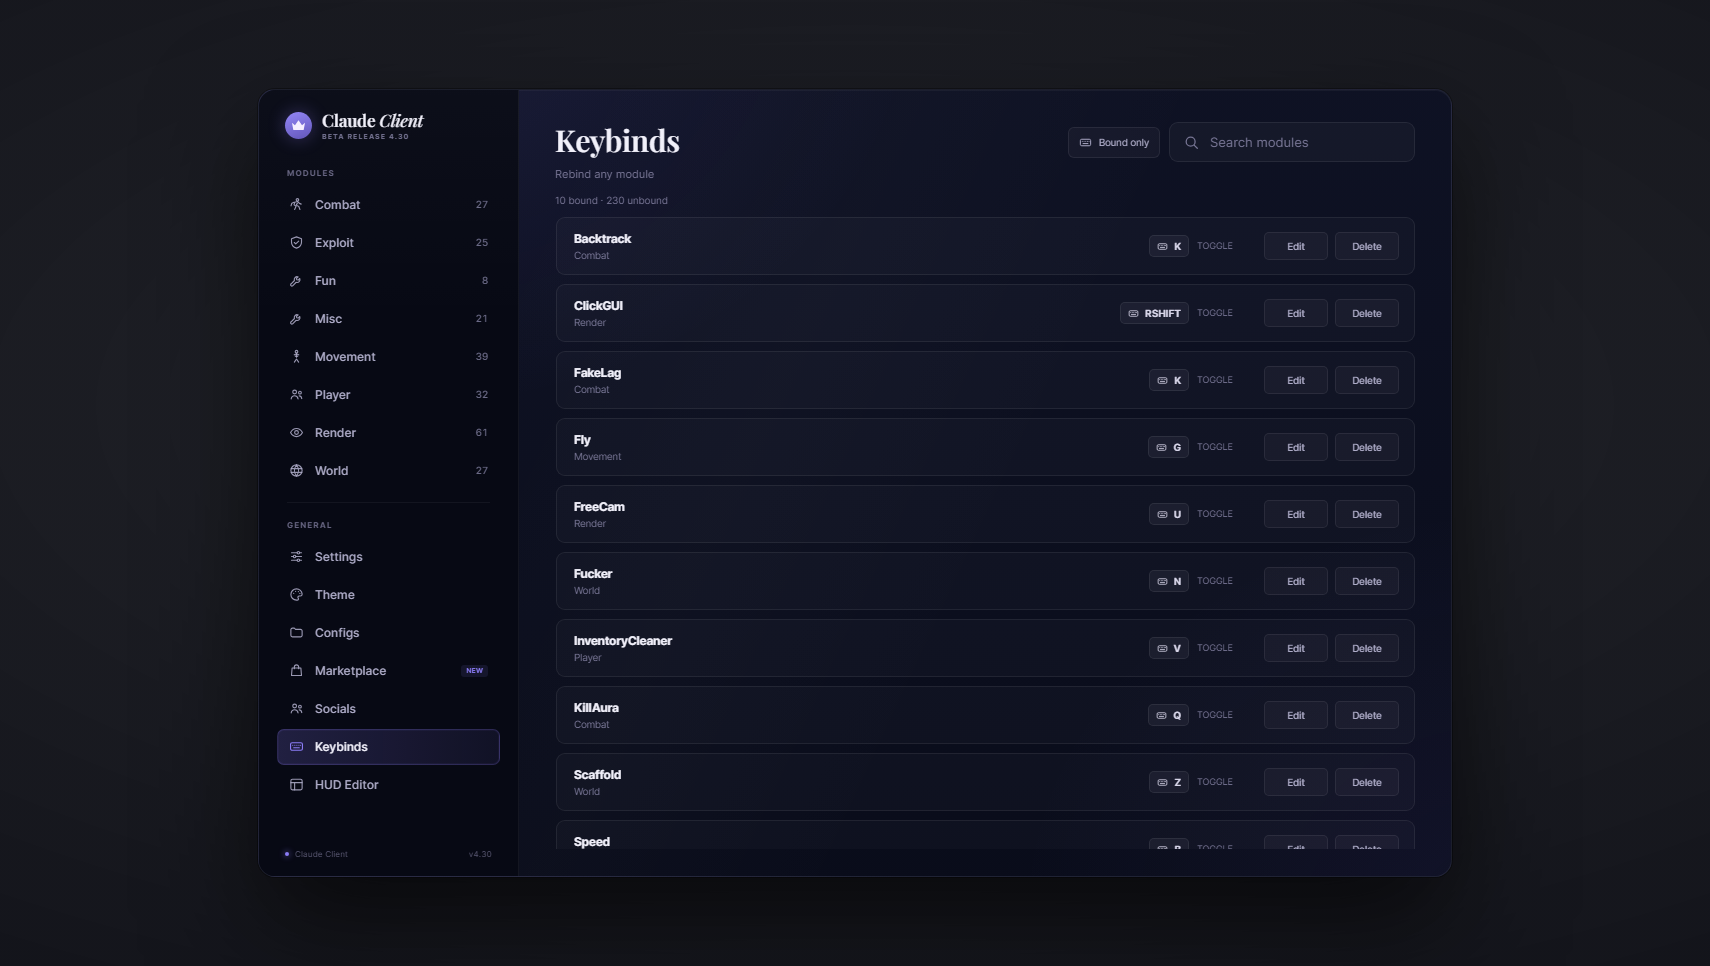 Claude Client
BETA RELEASE 4.30
MODULES
Combat 27
Exploit 25
Fun 8
Misc 21
Movement 39
Player 32
Render 61
World 27
GENERAL
Settings
Theme
Configs
Marketplace NEW
Socials
Keybinds
HUD Editor
Claude Client v4.30
Keybinds
Rebind any module
Bound only
Search modules
10 bound · 230 unbound
Backtrack
Combat
K TOGGLE Edit Delete
ClickGUI
Render
RSHIFT TOGGLE Edit Delete
FakeLag
Combat
K TOGGLE Edit Delete
Fly
Movement
G TOGGLE Edit Delete
FreeCam
Render
U TOGGLE Edit Delete
Fucker
World
N TOGGLE Edit Delete
InventoryCleaner
Player
V TOGGLE Edit Delete
KillAura
Combat
Q TOGGLE Edit Delete
Scaffold
World
Z TOGGLE Edit Delete
Speed
TOGGLE Edit Delete